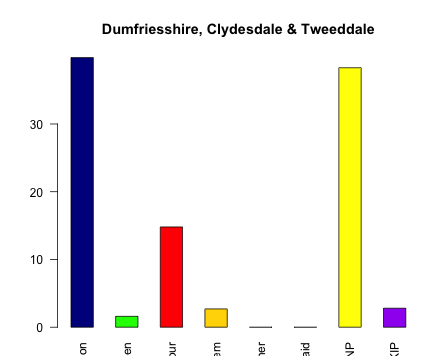 Dumfriesshire, Clydesdale & Tweeddale
30
20
10
0
on
en
our
em
her
aid
NP
KIP